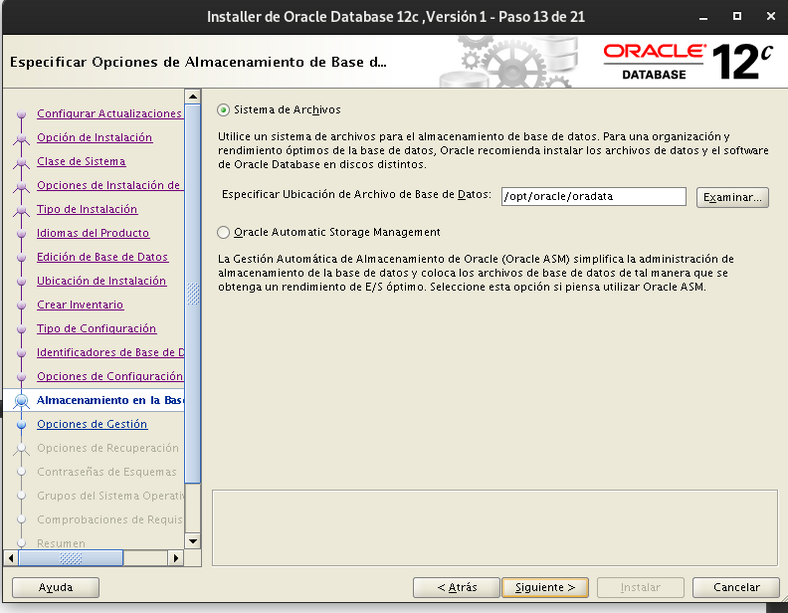 Installer de Oracle Database 12c ,Versión 1 - Paso 13 de 21
Especificar Opciones de Almacenamiento de Base d...
ORACLE®
DATABASE
12c
Configurar Actualizaciones
Opción de Instalación
Clase de Sistema
Opciones de Instalación de
Tipo de Instalación
Idiomas del Producto
Edición de Base de Datos
Ubicación de Instalación
Crear Inventario
Tipo de Configuración
Identificadores de Base de D
Opciones de Configuración
Almacenamiento en la Base
Opciones de Gestión
Opciones de Recuperación
Contraseñas de Esquemas
Grupos del Sistema Operati
Comprobaciones de Requis
Resumen
Sistema de Archivos
Utilice un sistema de archivos para el almacenamiento de base de datos. Para una organización y
rendimiento óptimos de la base de datos, Oracle recomienda instalar los archivos de datos y el software
de Oracle Database en discos distintos.
Especificar Ubicación de Archivo de Base de Datos: /opt/oracle/oradata Examinar...
Oracle Automatic Storage Management
La Gestión Automática de Almacenamiento de Oracle (Oracle ASM) simplifica la administración de
almacenamiento de la base de datos y coloca los archivos de base de datos de tal manera que se
obtenga un rendimiento de E/S óptimo. Seleccione esta opción si piensa utilizar Oracle ASM.
Ayuda < Atrás Siguiente > Instalar Cancelar